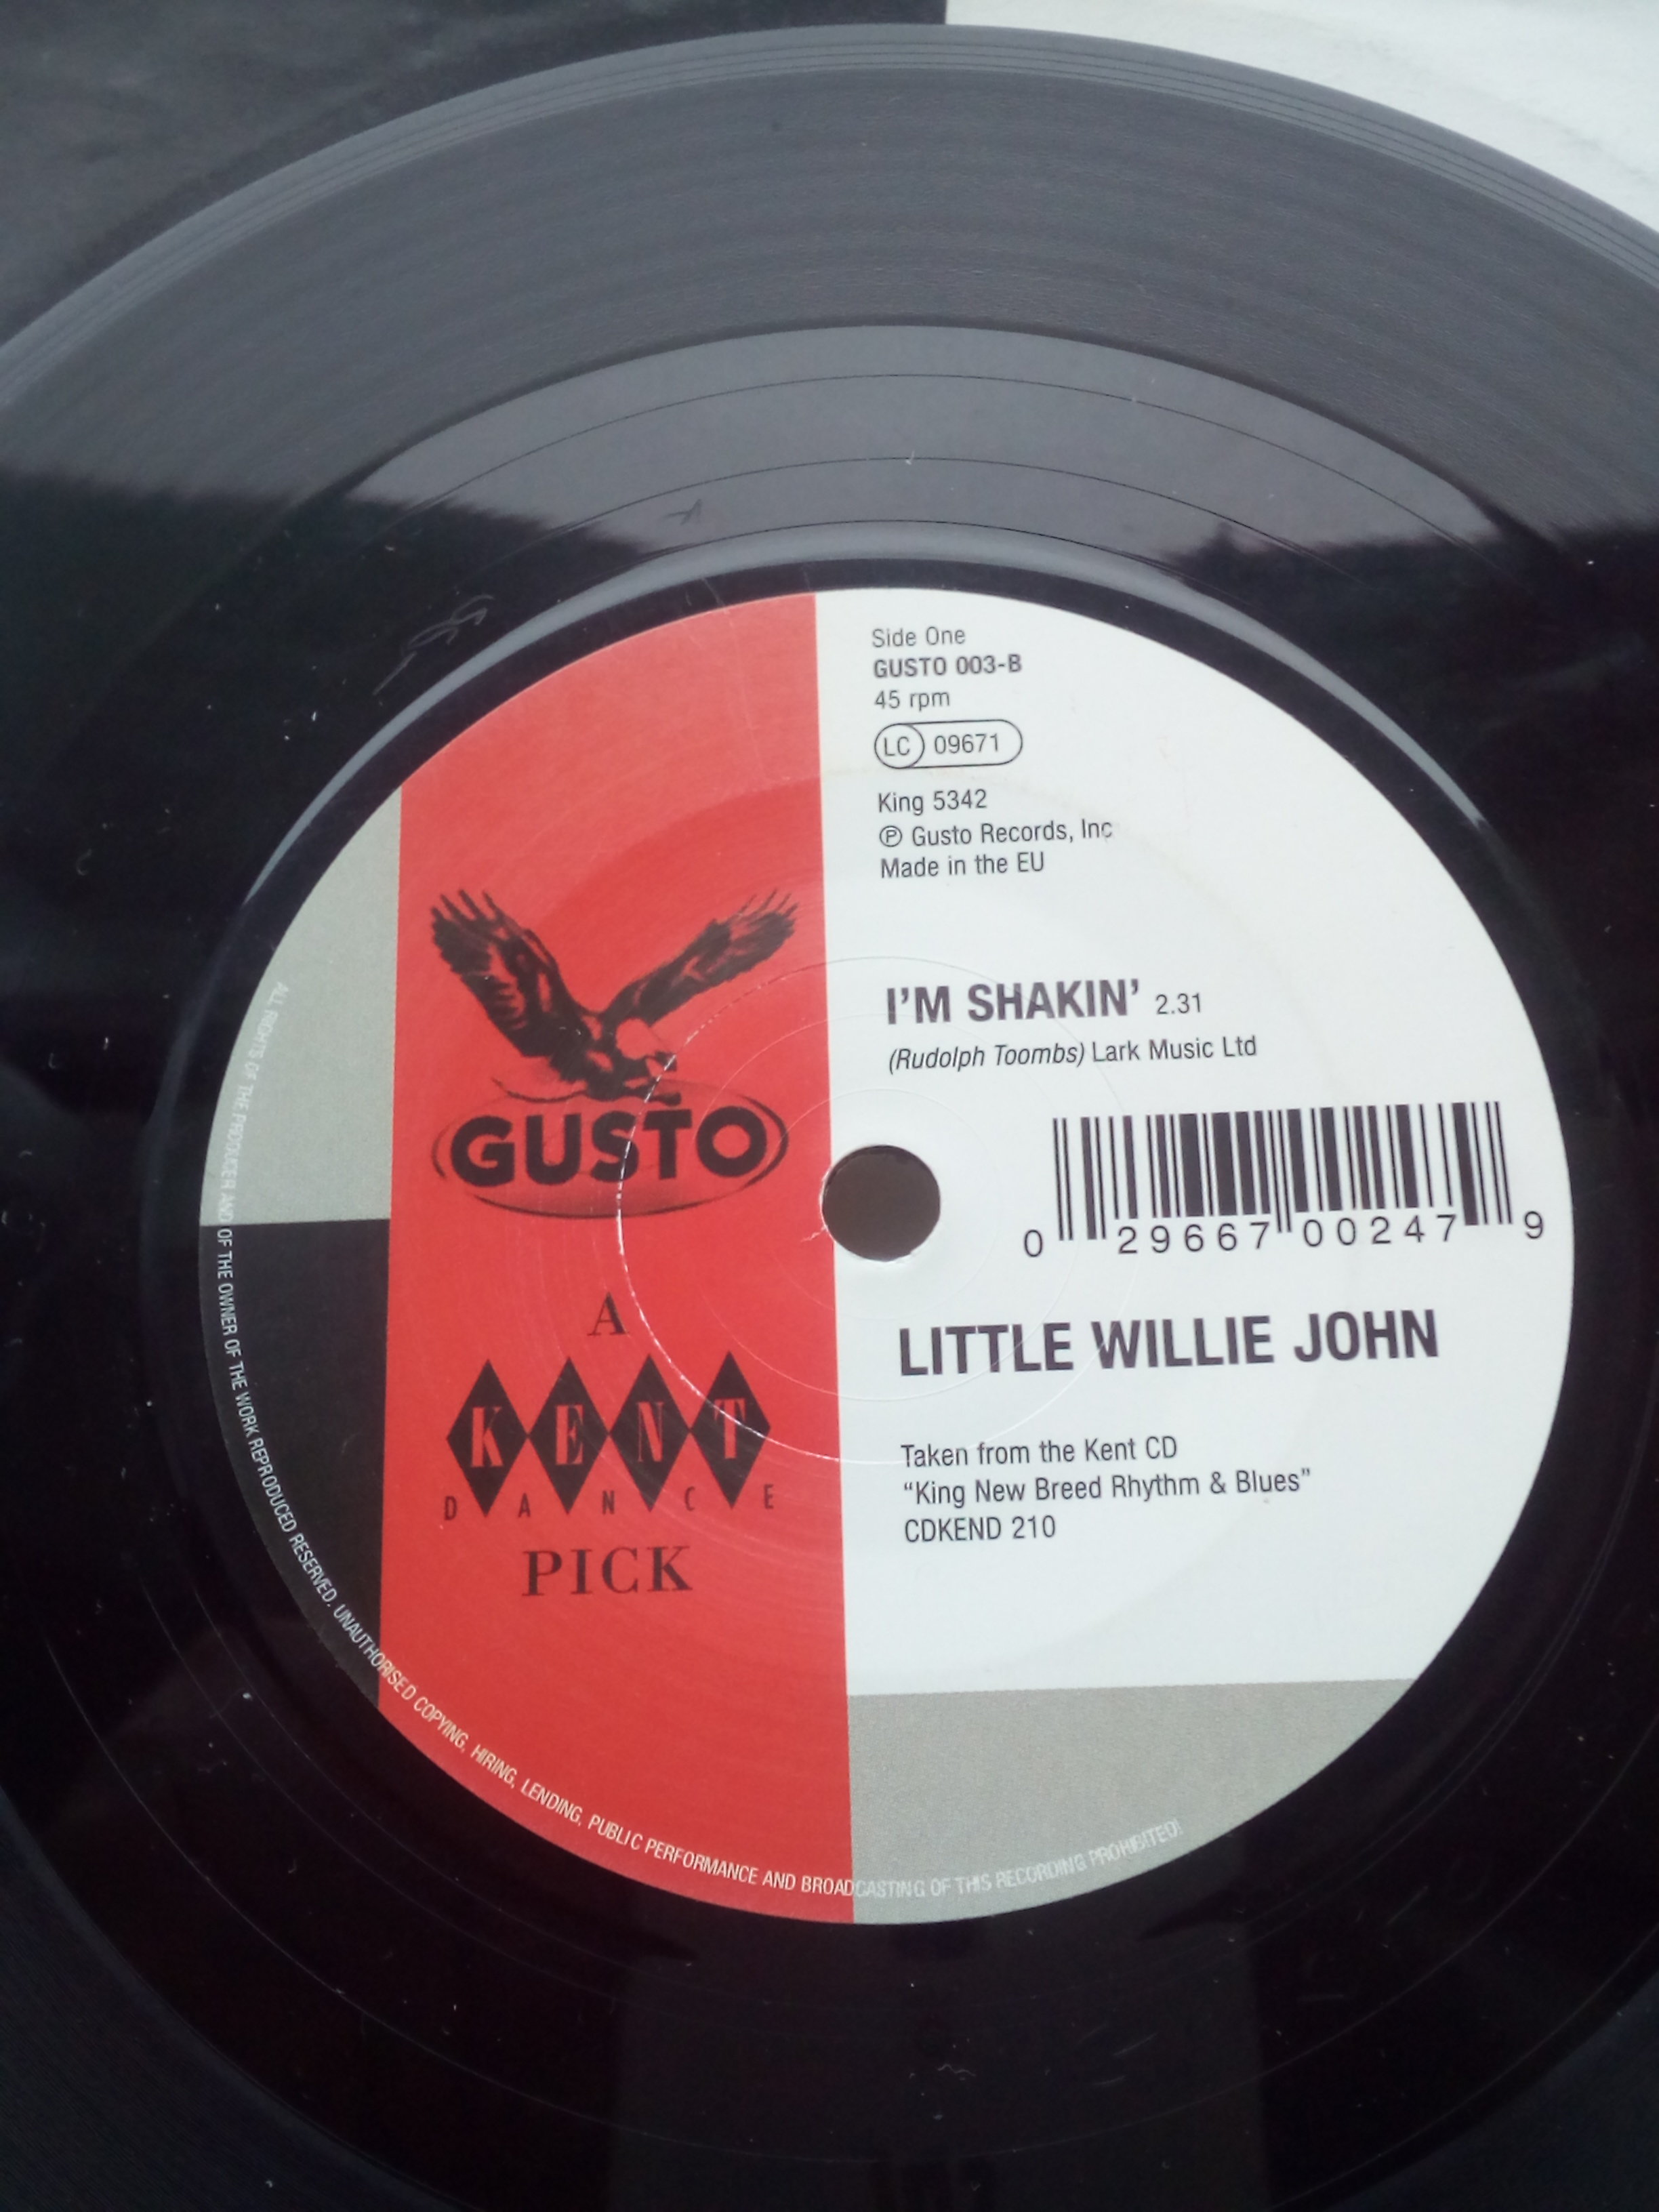 Side One
GUSTO 003-B
45 rpm
LC 09671
King 5342
℗ Gusto Records, Inc
Made in the EU
I'M SHAKIN' 2.31
(Rudolph Toombs) Lark Music Ltd
0 29667 00247 9
LITTLE WILLIE JOHN
Taken from the Kent CD
“King New Breed Rhythm & Blues”
CDKEND 210
GUSTO
A
KENT
DANCE
PICK
ALL RIGHTS OF THE PRODUCER AND OF THE OWNER OF THE WORK REPRODUCED RESERVED. UNAUTHORISED COPYING, HIRING, LENDING, PUBLIC PERFORMANCE AND BROADCASTING OF THIS RECORDING PROHIBITED!